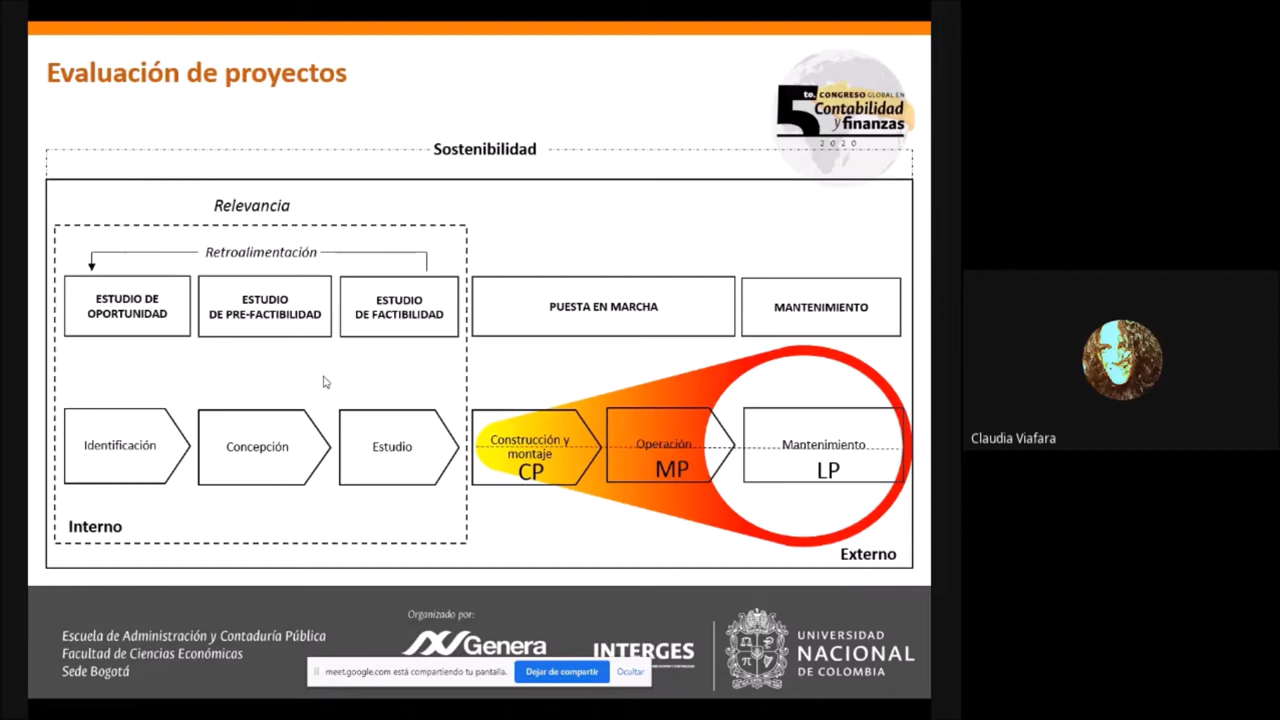 Evaluación de proyectos
5to. CONGRESO GLOBAL EN
Contabilidad
y finanzas
2020
Sostenibilidad
Relevancia
Retroalimentación
ESTUDIO DE
OPORTUNIDAD
ESTUDIO
DE PRE-FACTIBILIDAD
ESTUDIO
DE FACTIBILIDAD
PUESTA EN MARCHA
MANTENIMIENTO
Identificación
Concepción
Estudio
Construcción y
montaje
CP
Operación
MP
Mantenimiento
LP
Interno
Externo
Claudia Viafara
Escuela de Administración y Contaduría Pública
Facultad de Ciencias Económicas
Sede Bogotá
Organizado por:
Genera
INTERGES
UNIVERSIDAD
NACIONAL
DE COLOMBIA
meet.google.com está compartiendo tu pantalla.
Dejar de compartir
Ocultar